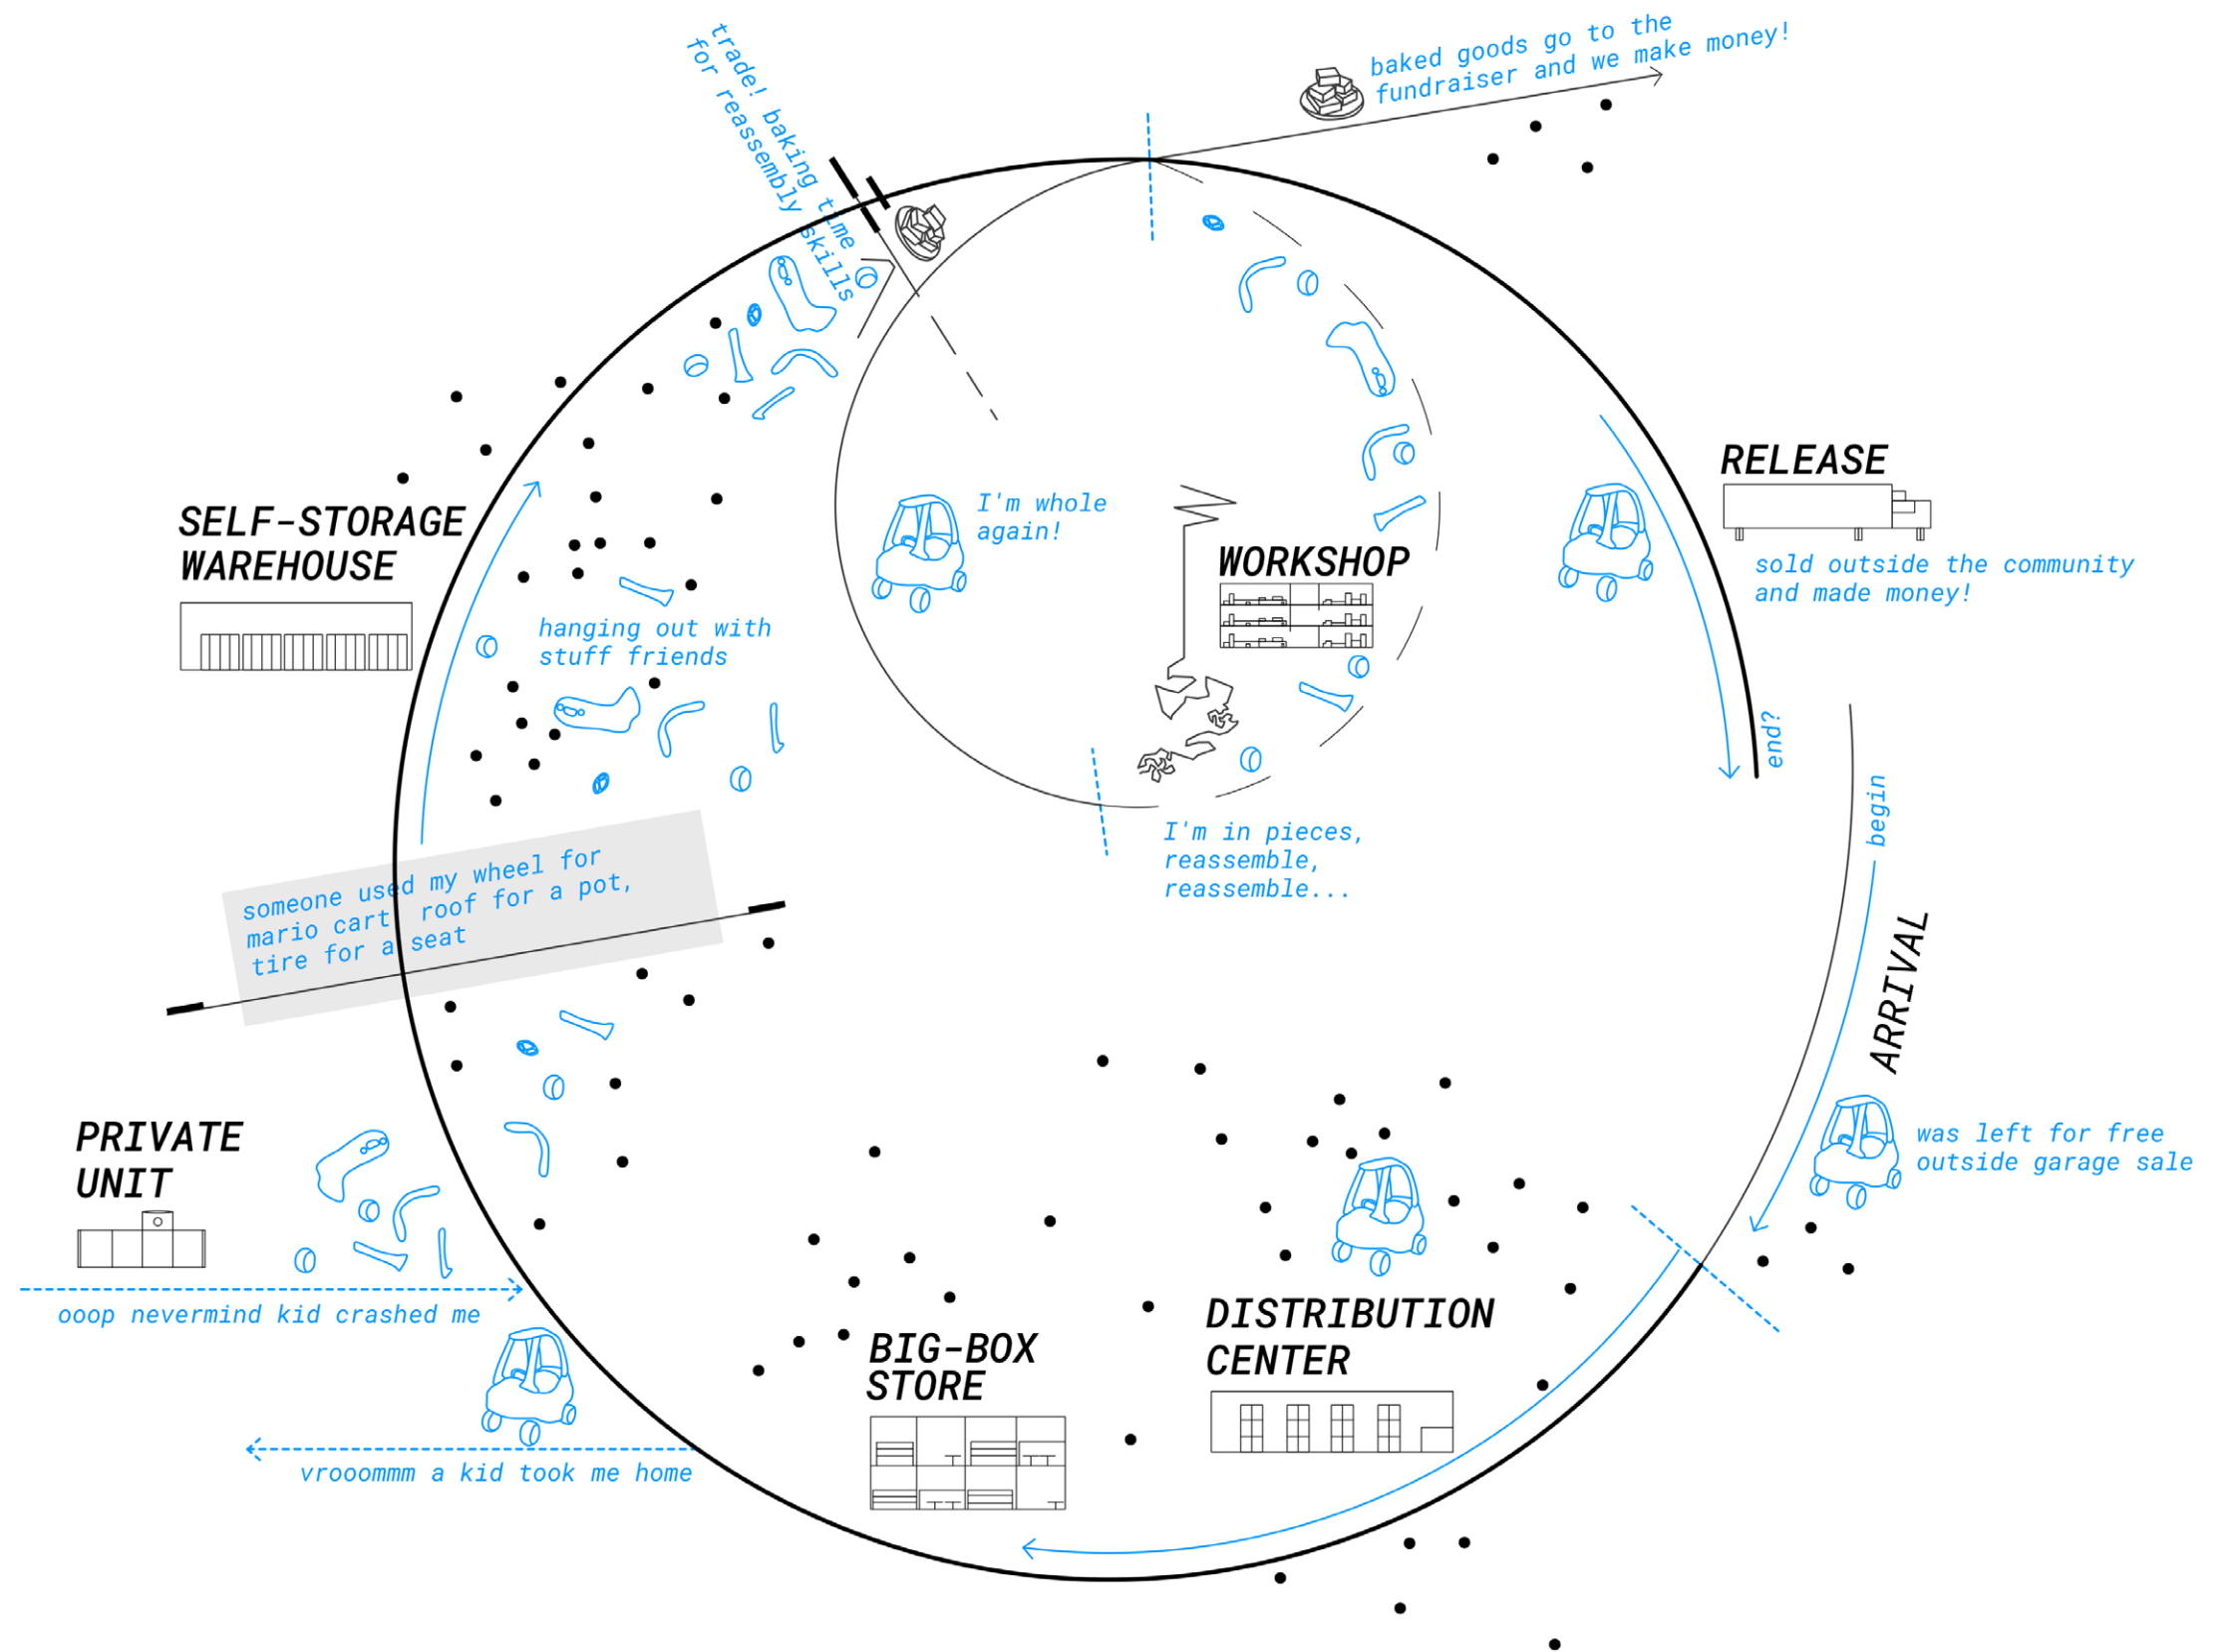 baked goods go to the
fundraiser and we make money!
trade! baking time
for reassembly skills
RELEASE
sold outside the community
and made money!
SELF-STORAGE
WAREHOUSE
I'm whole
again!
WORKSHOP
hanging out with
stuff friends
end?
begin
I'm in pieces,
reassemble,
reassemble...
someone used my wheel for
mario cart, roof for a pot,
tire for a seat
ARRIVAL
was left for free
outside garage sale
PRIVATE
UNIT
ooop nevermind kid crashed me
DISTRIBUTION
CENTER
BIG-BOX
STORE
vrooommm a kid took me home